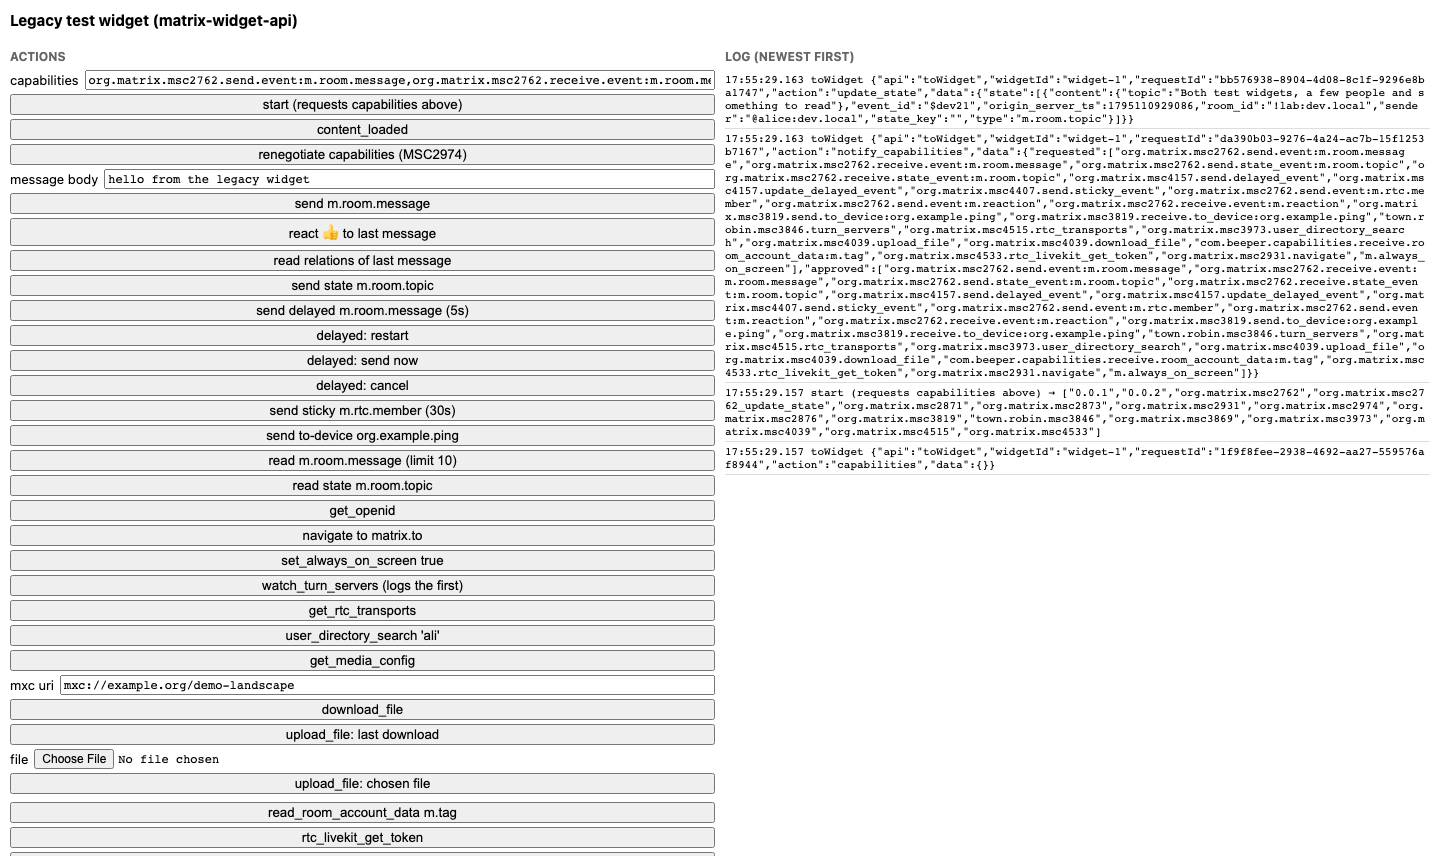 Legacy test widget (matrix-widget-api)
ACTIONS
capabilities org.matrix.msc2762.send.event:m.room.message,org.matrix.msc2762.receive.event:m.room.me
start (requests capabilities above)
content_loaded
renegotiate capabilities (MSC2974)
message body hello from the legacy widget
send m.room.message
react 👍 to last message
read relations of last message
send state m.room.topic
send delayed m.room.message (5s)
delayed: restart
delayed: send now
delayed: cancel
send sticky m.rtc.member (30s)
send to-device org.example.ping
read m.room.message (limit 10)
read state m.room.topic
get_openid
navigate to matrix.to
set_always_on_screen true
watch_turn_servers (logs the first)
get_rtc_transports
user_directory_search 'ali'
get_media_config
mxc uri mxc://example.org/demo-landscape
download_file
upload_file: last download
file Choose File No file chosen
upload_file: chosen file
read_room_account_data m.tag
rtc_livekit_get_token
LOG (NEWEST FIRST)
17:55:29.163 toWidget {"api":"toWidget","widgetId":"widget-1","requestId":"bb576938-8904-4d08-8c1f-9296e8b
a1747","action":"update_state","data":{"state":[{"content":{"topic":"Both test widgets, a few people and s
omething to read"},"event_id":"$dev21","origin_server_ts":1795110929086,"room_id":"!lab:dev.local","sende
r":"@alice:dev.local","state_key":"","type":"m.room.topic"}]}}
17:55:29.163 toWidget {"api":"toWidget","widgetId":"widget-1","requestId":"da390b03-9276-4a24-ac7b-15f1253
b7167","action":"notify_capabilities","data":{"requested":["org.matrix.msc2762.send.event:m.room.messag
e","org.matrix.msc2762.receive.event:m.room.message","org.matrix.msc2762.send.state_event:m.room.topic","o
rg.matrix.msc2762.receive.state_event:m.room.topic","org.matrix.msc4157.send.delayed_event","org.matrix.ms
c4157.update_delayed_event","org.matrix.msc4407.send.sticky_event","org.matrix.msc2762.send.event:m.rtc.me
mber","org.matrix.msc2762.send.event:m.reaction","org.matrix.msc2762.receive.event:m.reaction","org.matri
x.msc3819.send.to_device:org.example.ping","org.matrix.msc3819.receive.to_device:org.example.ping","town.r
obin.msc3846.turn_servers","org.matrix.msc4515.rtc_transports","org.matrix.msc3973.user_directory_searc
h","org.matrix.msc4039.upload_file","org.matrix.msc4039.download_file","com.beeper.capabilities.receive.ro
om_account_data:m.tag","org.matrix.msc4533.rtc_livekit_get_token","org.matrix.msc2931.navigate","m.always_
on_screen"],"approved":["org.matrix.msc2762.send.event:m.room.message","org.matrix.msc2762.receive.event:
m.room.message","org.matrix.msc2762.send.state_event:m.room.topic","org.matrix.msc2762.receive.state_even
t:m.room.topic","org.matrix.msc4157.send.delayed_event","org.matrix.msc4157.update_delayed_event","org.mat
rix.msc4407.send.sticky_event","org.matrix.msc2762.send.event:m.rtc.member","org.matrix.msc2762.send.even
t:m.reaction","org.matrix.msc2762.receive.event:m.reaction","org.matrix.msc3819.send.to_device:org.exampl
e.ping","org.matrix.msc3819.receive.to_device:org.example.ping","town.robin.msc3846.turn_servers","org.mat
rix.msc4515.rtc_transports","org.matrix.msc3973.user_directory_search","org.matrix.msc4039.upload_file","o
rg.matrix.msc4039.download_file","com.beeper.capabilities.receive.room_account_data:m.tag","org.matrix.msc
4533.rtc_livekit_get_token","org.matrix.msc2931.navigate","m.always_on_screen"]}}
17:55:29.157 start (requests capabilities above) → ["0.0.1","0.0.2","org.matrix.msc2762","org.matrix.msc27
62_update_state","org.matrix.msc2871","org.matrix.msc2873","org.matrix.msc2931","org.matrix.msc2974","org.
matrix.msc2876","org.matrix.msc3819","town.robin.msc3846","org.matrix.msc3869","org.matrix.msc3973","org.m
atrix.msc4039","org.matrix.msc4515","org.matrix.msc4533"]
17:55:29.157 toWidget {"api":"toWidget","widgetId":"widget-1","requestId":"1f9f8fee-2938-4692-aa27-559576a
f8944","action":"capabilities","data":{}}